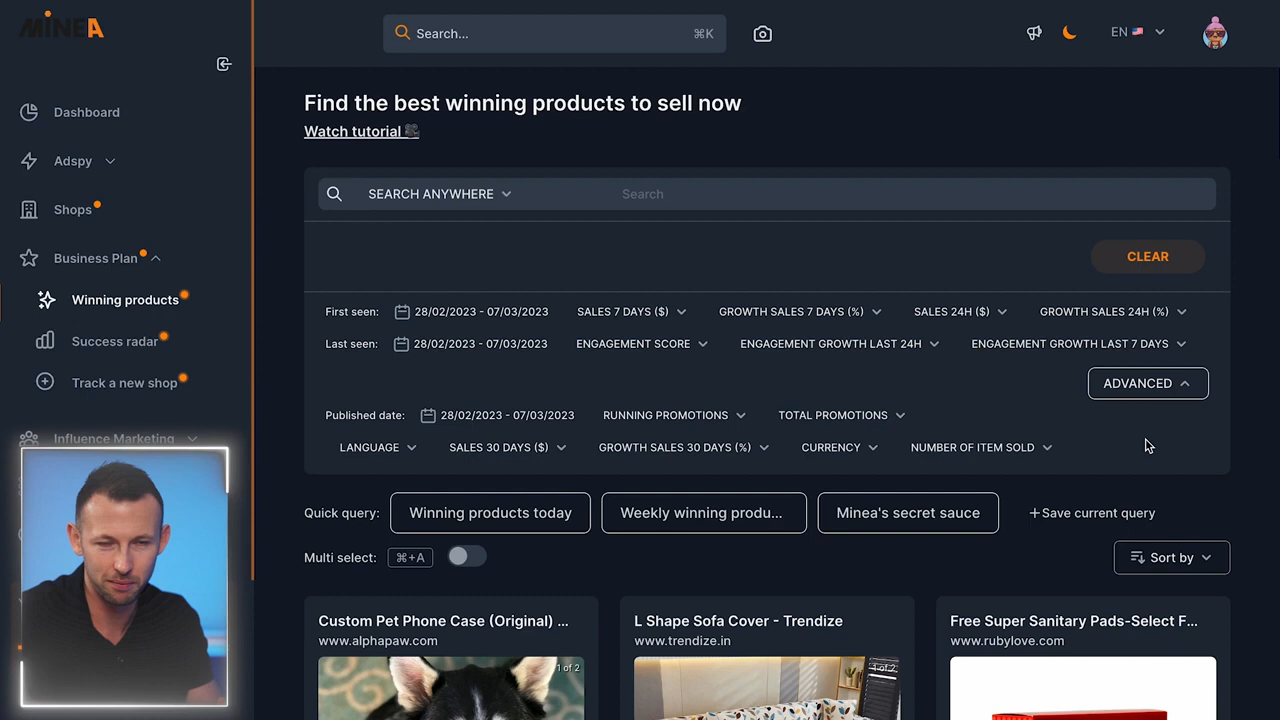 MINEA
Search...
⌘K
EN
Dashboard
Adspy
Shops
Business Plan
Winning products
Success radar
Track a new shop
Influence Marketing
Find the best winning products to sell now
Watch tutorial
SEARCH ANYWHERE
Search
CLEAR
First seen: 28/02/2023 - 07/03/2023 SALES 7 DAYS ($) GROWTH SALES 7 DAYS (%) SALES 24H ($) GROWTH SALES 24H (%)
Last seen: 28/02/2023 - 07/03/2023 ENGAGEMENT SCORE ENGAGEMENT GROWTH LAST 24H ENGAGEMENT GROWTH LAST 7 DAYS
ADVANCED
Published date: 28/02/2023 - 07/03/2023 RUNNING PROMOTIONS TOTAL PROMOTIONS
LANGUAGE SALES 30 DAYS ($) GROWTH SALES 30 DAYS (%) CURRENCY NUMBER OF ITEM SOLD
Quick query: Winning products today Weekly winning produ... Minea's secret sauce +Save current query
Multi select: ⌘+A
Sort by
Custom Pet Phone Case (Original) ...
www.alphapaw.com
1 of 2
L Shape Sofa Cover - Trendize
www.trendize.in
1 of 2
Free Super Sanitary Pads-Select F...
www.rubylove.com